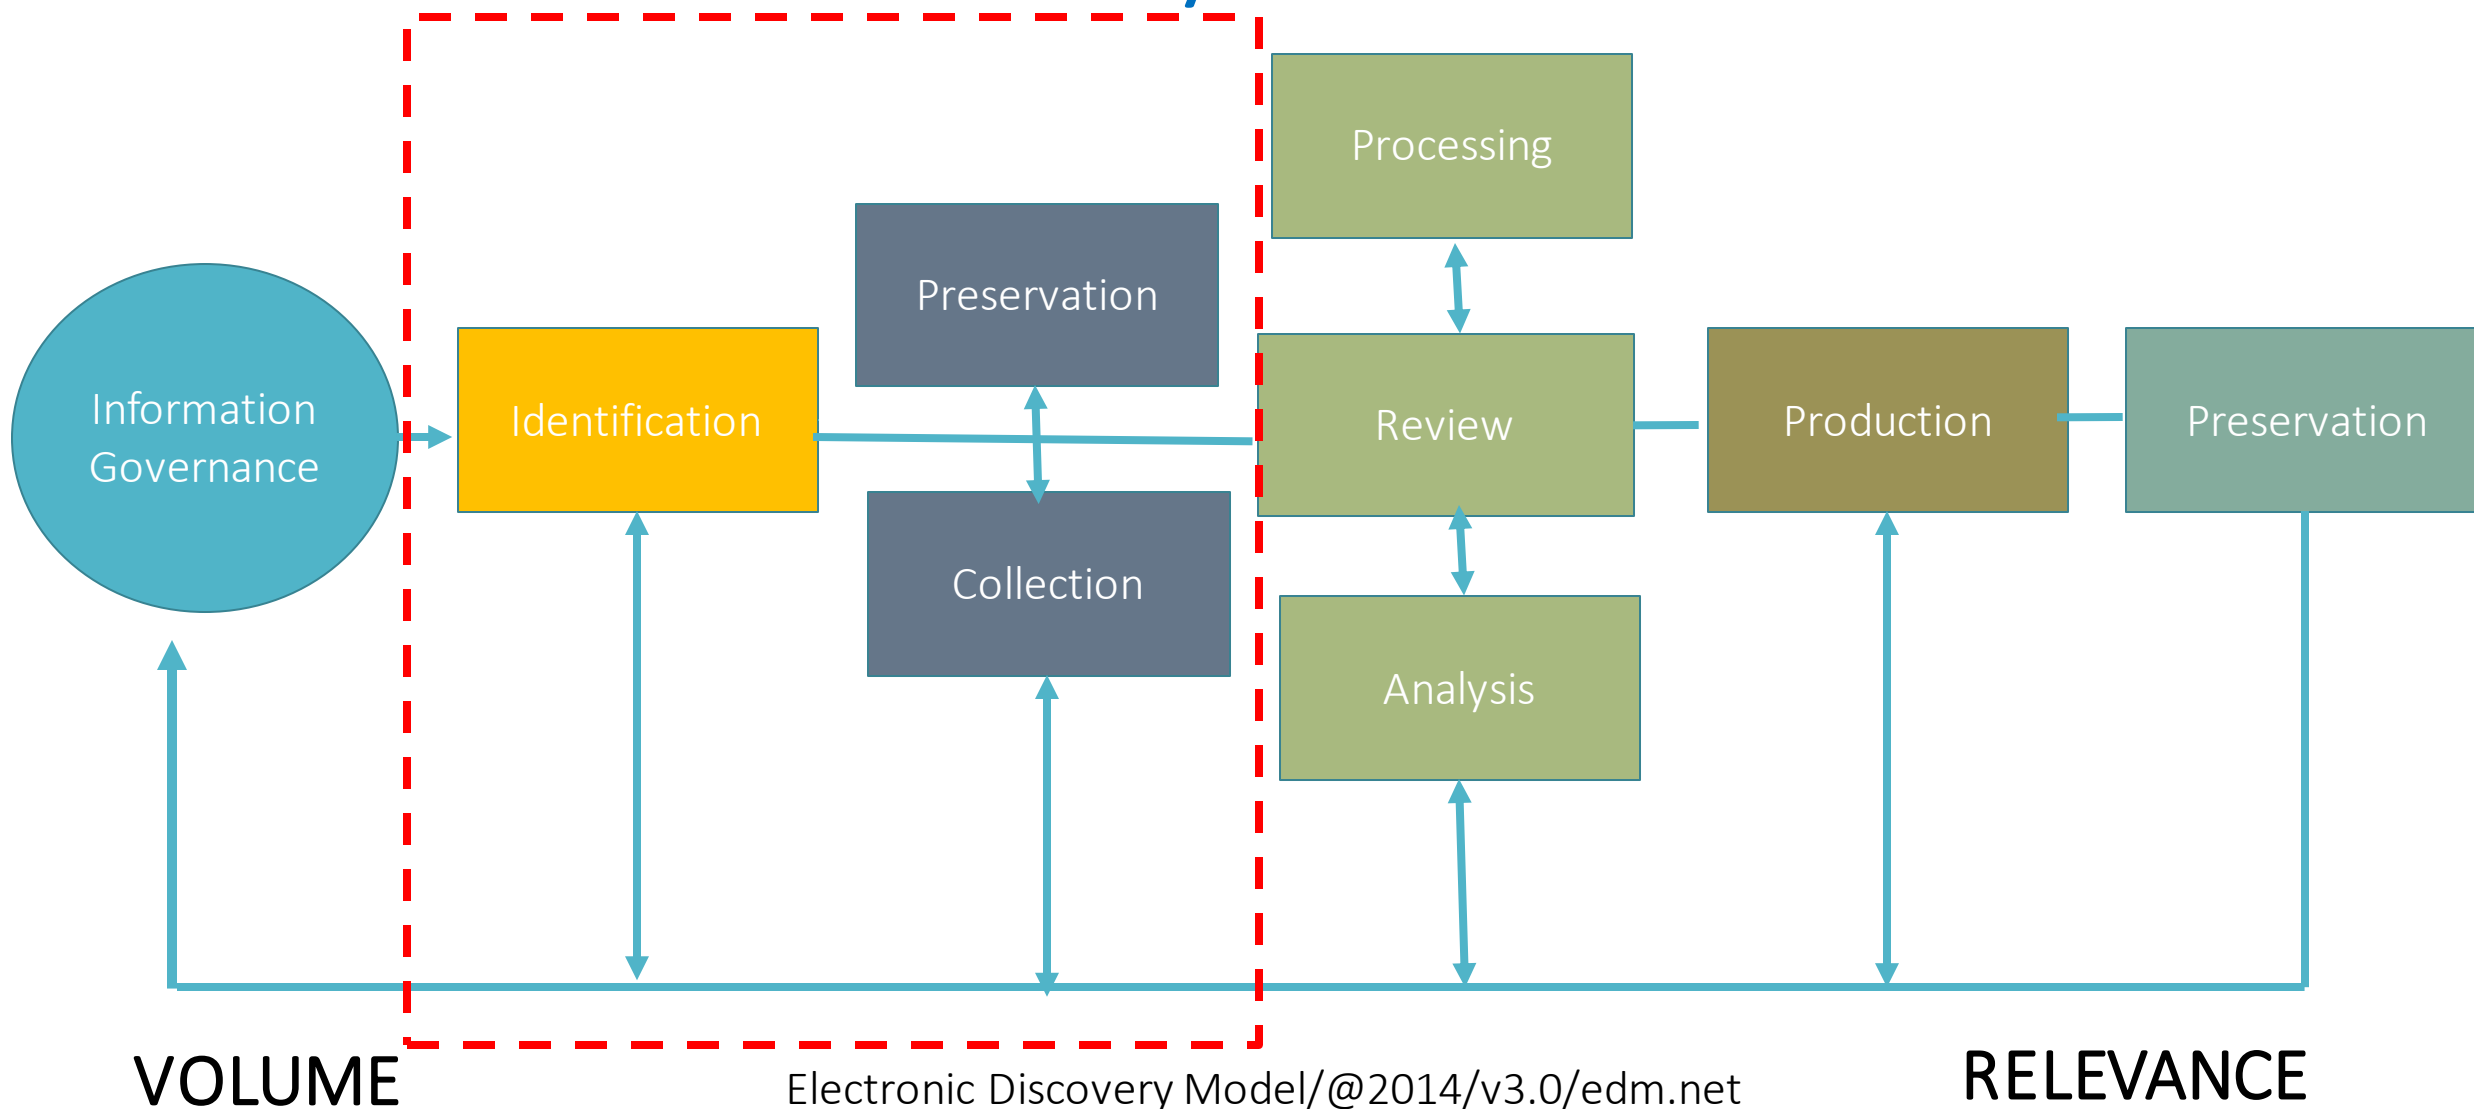 Processing
Preservation
Information
Governance
Identification
Review
Production
Preservation
Collection
Analysis
VOLUME
Electronic Discovery Model/@2014/v3.0/edm.net
RELEVANCE